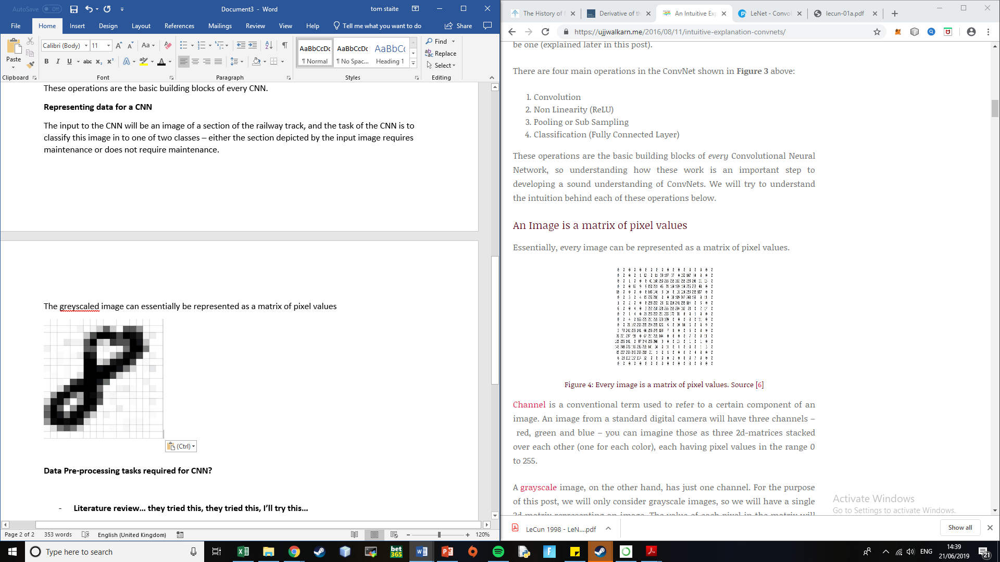 AutoSave Off
Document3 - Word
tom staite
File Home Insert Design Layout References Mailings Review View Help Tell me what you want to do Share
Paste
Calibri (Body) 11
AaBbCcDc AaBbCcDc AaBbCc
¶ Normal ¶ No Spac... Heading 1
Find
Replace
Select
Clipboard Font Paragraph Styles Editing
These operations are the basic building blocks of every CNN.
Representing data for a CNN
The input to the CNN will be an image of a section of the railway track, and the task of the CNN is to
classify this image in to one of two classes – either the section depicted by the input image requires
maintenance or does not require maintenance.
The greyscaled image can essentially be represented as a matrix of pixel values
(Ctrl)
Data Pre-processing tasks required for CNN?
- Literature review... they tried this, they tried this, I'll try this...
Page 2 of 2 353 words English (United Kingdom) 120%
The History of Derivative of th An Intuitive Exp LeNet - Convol lecun-01a.pdf
https://ujjwalkarn.me/2016/08/11/intuitive-explanation-convnets/
be one (explained later in this post).
There are four main operations in the ConvNet shown in Figure 3 above:
1. Convolution
2. Non Linearity (ReLU)
3. Pooling or Sub Sampling
4. Classification (Fully Connected Layer)
These operations are the basic building blocks of every Convolutional Neural
Network, so understanding how these work is an important step to
developing a sound understanding of ConvNets. We will try to understand
the intuition behind each of these operations below.
An Image is a matrix of pixel values
Essentially, every image can be represented as a matrix of pixel values.
Figure 4: Every image is a matrix of pixel values. Source [6]
Channel is a conventional term used to refer to a certain component of an
image. An image from a standard digital camera will have three channels –
red, green and blue – you can imagine those as three 2d-matrices stacked
over each other (one for each color), each having pixel values in the range 0
to 255.
A grayscale image, on the other hand, has just one channel. For the purpose
of this post, we will only consider grayscale images, so we will have a single
2d matrix representing an image. The value of each pixel in the matrix will
Activate Windows
Go to Settings to activate Windows.
LeCun 1998 - LeN....pdf
Show all
Type here to search
bet365
ENG
14:39
21/06/2019
21